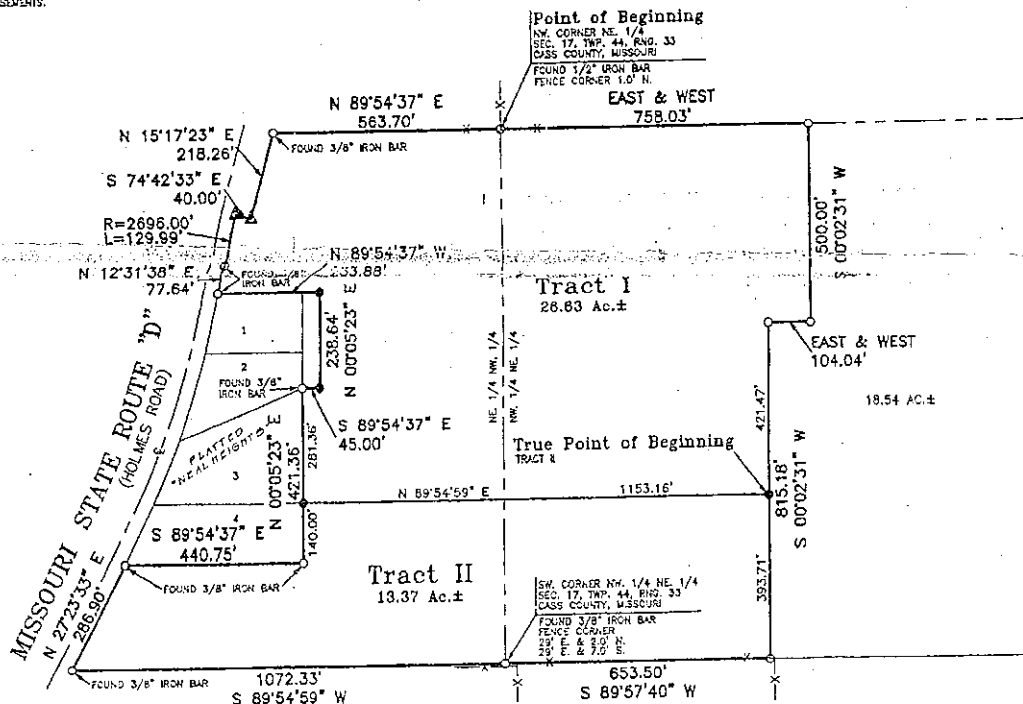 Point of Beginning
NW. CORNER NE. 1/4
SEC. 17, TWP. 44, RNG. 33
CASS COUNTY, MISSOURI
FOUND 1/2" IRON BAR
FENCE CORNER 1.0' N.
N 89°54'37" E
563.70'
EAST & WEST
758.03'
N 15°17'23" E
218.26'
FOUND 3/8" IRON BAR
S 74°42'33" E
40.00'
R=2696.00'
L=129.99'
500.00'
S 00°02'31" W
N 89°54'37" W
233.88'
N 12°31'38" E
77.64'
FOUND 3/8"
IRON BAR
Tract I
26.63 Ac.±
238.64'
N 00°05'23" E
1
2
FOUND 3/8"
IRON BAR
NE. 1/4 NW. 1/4
NW. 1/4 NE. 1/4
EAST & WEST
104.04'
18.54 AC.±
S 89°54'37" E
45.00'
421.47'
MISSOURI STATE ROUTE "D"
(HOLMES ROAD)
PLATTED
"NEAL HEIGHTS"
3
N 00°05'23" E
421.36'
281.36'
True Point of Beginning
TRACT II
815.18'
S 00°02'31" W
N 89°54'59" E
1153.16'
4
S 89°54'37" E
440.75'
140.00'
FOUND 3/8" IRON BAR
Tract II
13.37 Ac.±
393.71'
SW. CORNER NW. 1/4 NE. 1/4
SEC. 17, TWP. 44, RNG. 33
CASS COUNTY, MISSOURI
FOUND 3/8" IRON BAR
FENCE CORNER
29' E. & 2.0' N.
29' E. & 7.0' S.
N 27°23'33" E
286.90'
FOUND 3/8" IRON BAR
1072.33'
S 89°54'59" W
653.50'
S 89°57'40" W